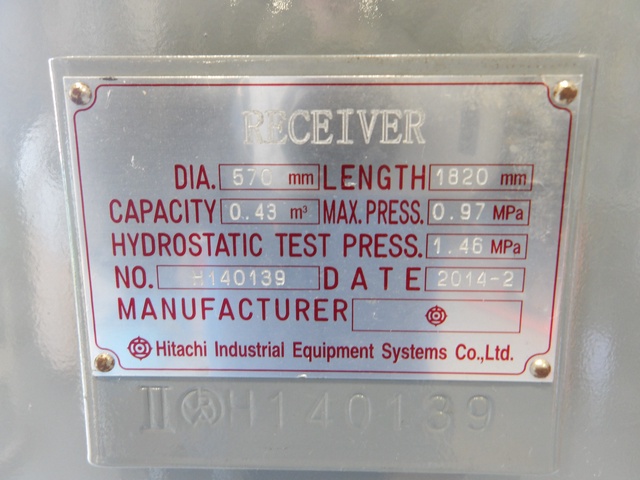 RECEIVER
DIA. 570 mm LENGTH 1820 mm
CAPACITY 0.43 m³ MAX. PRESS. 0.97 MPa
HYDROSTATIC TEST PRESS. 1.46 MPa
NO. H140139 DATE 2014-2
MANUFACTURER
Hitachi Industrial Equipment Systems Co.,Ltd.
II H140139